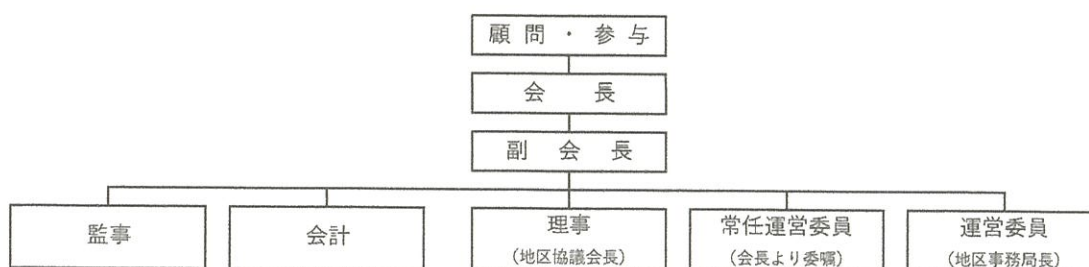 顧問・参与
会長
副会長
監事
会計
理事
(地区協議会長)
常任運営委員
(会長より委嘱)
運営委員
(地区事務局長)